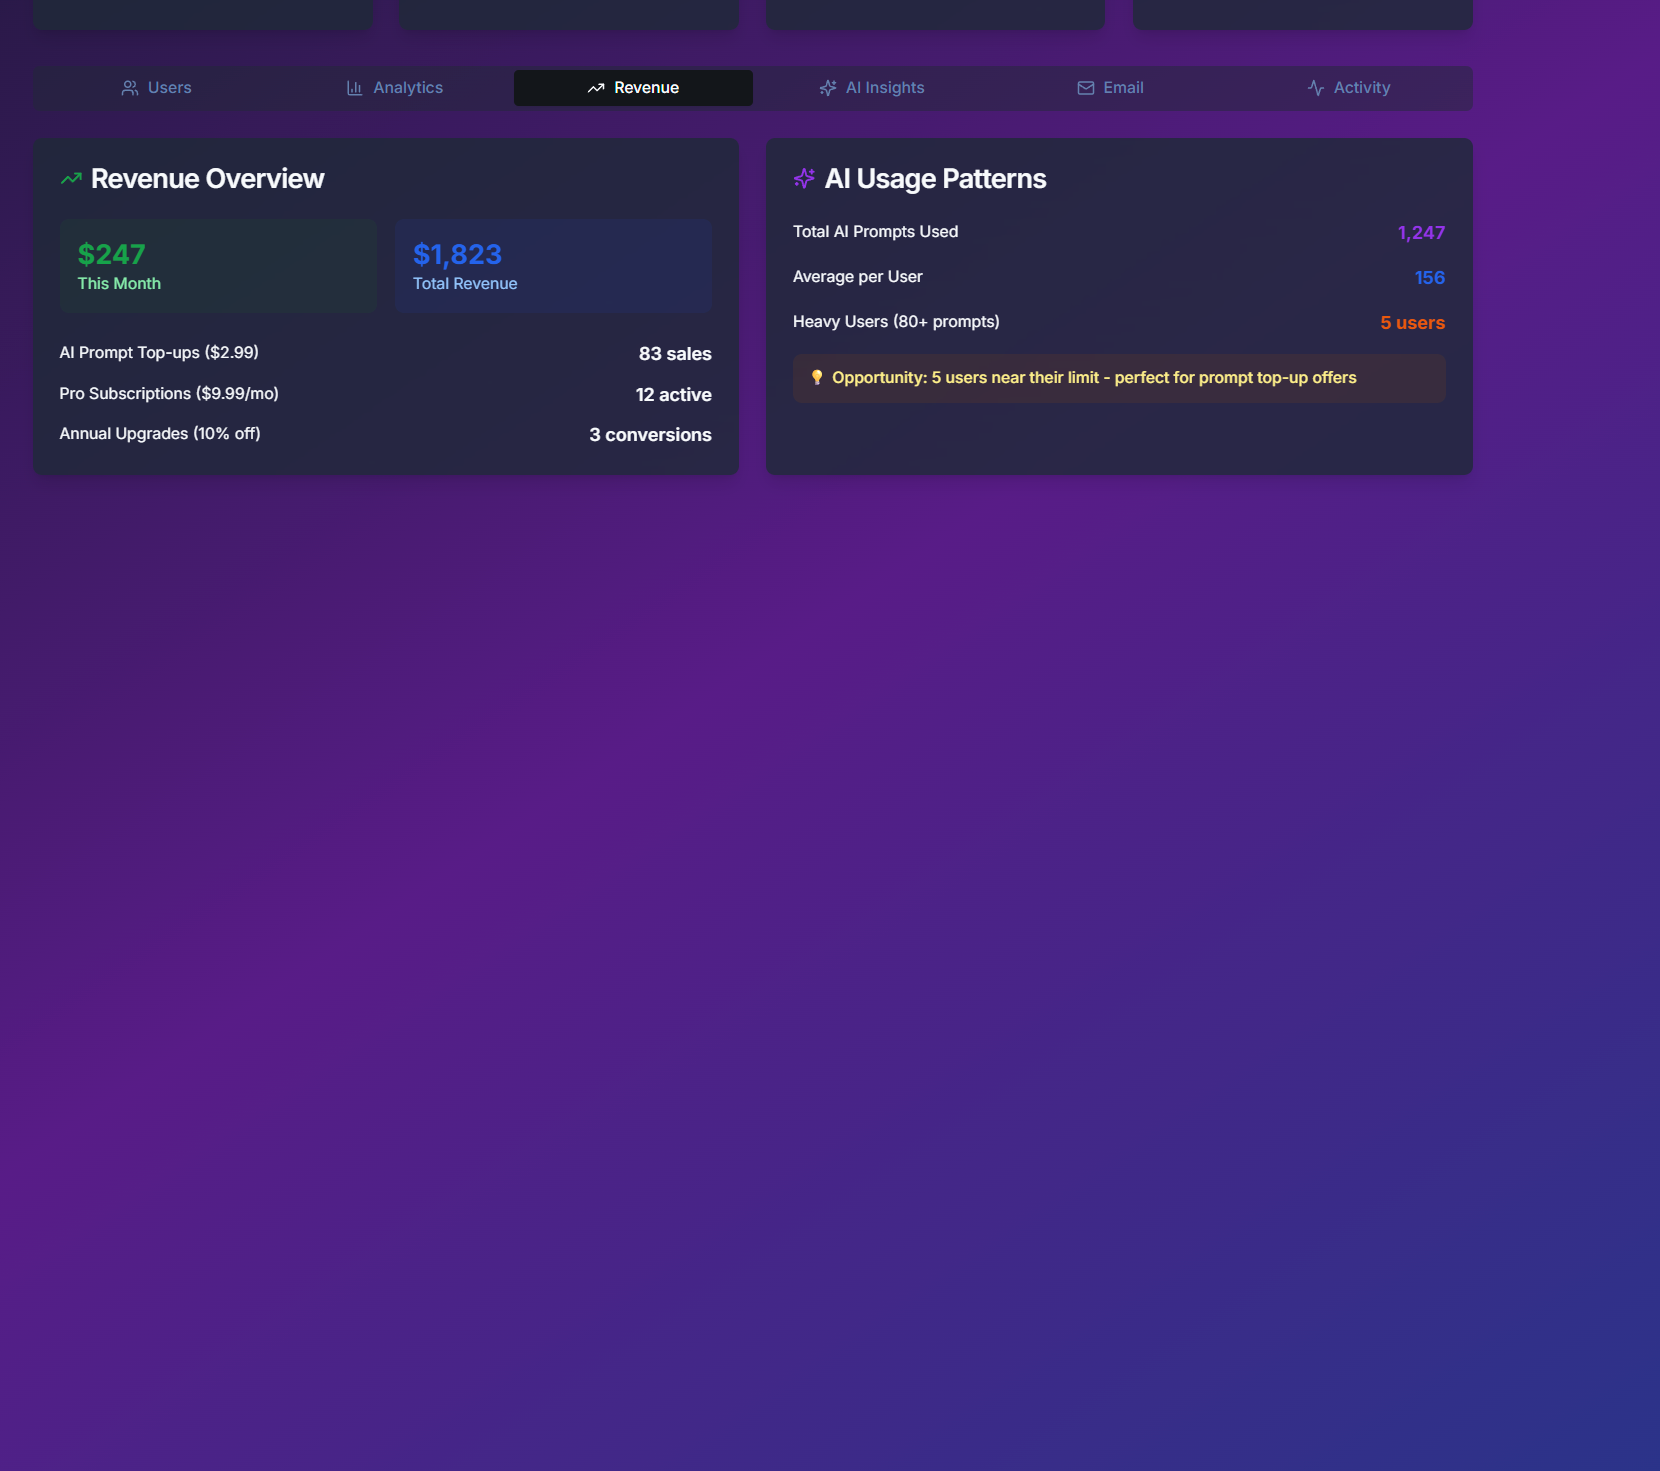 Users
Analytics
Revenue
AI Insights
Email
Activity
Revenue Overview
$247
This Month
$1,823
Total Revenue
AI Prompt Top-ups ($2.99)
83 sales
Pro Subscriptions ($9.99/mo)
12 active
Annual Upgrades (10% off)
3 conversions
AI Usage Patterns
Total AI Prompts Used
1,247
Average per User
156
Heavy Users (80+ prompts)
5 users
💡 Opportunity: 5 users near their limit - perfect for prompt top-up offers